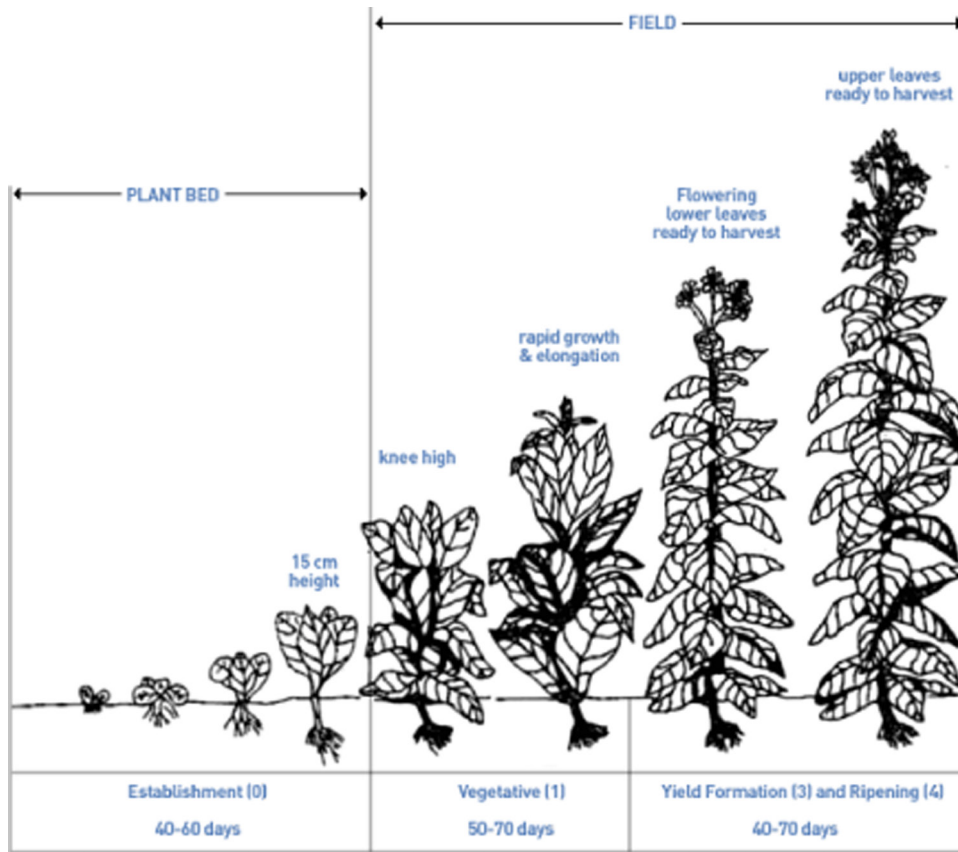 FIELD
upper leaves
ready to harvest
PLANT BED
Flowering
lower leaves
ready to harvest
rapid growth
& elongation
knee high
15 cm
height
Establishment (0)
Vegetative (1)
Yield Formation (3) and Ripening (4)
40-60 days
50-70 days
40-70 days